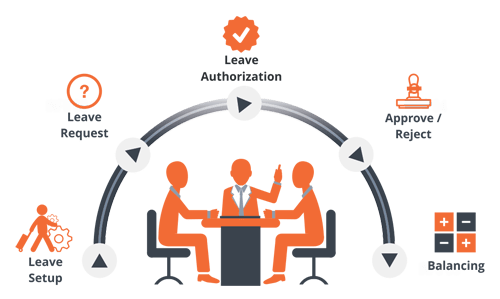 Leave
Authorization
Leave
Request
Approve /
Reject
Leave
Setup
Balancing